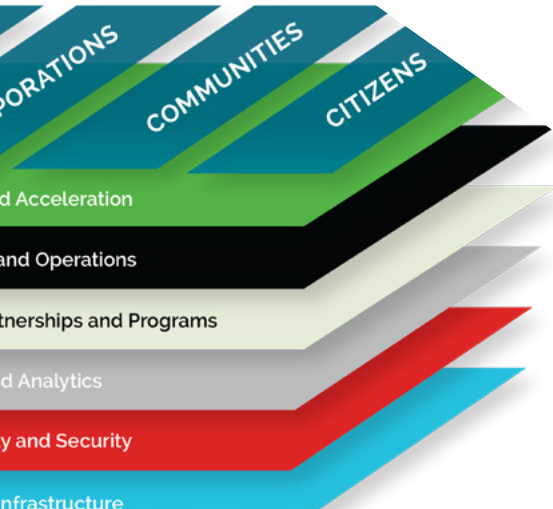 PORATIONS
COMMUNITIES
CITIZENS
d Acceleration
and Operations
tnerships and Programs
d Analytics
y and Security
nfrastructure